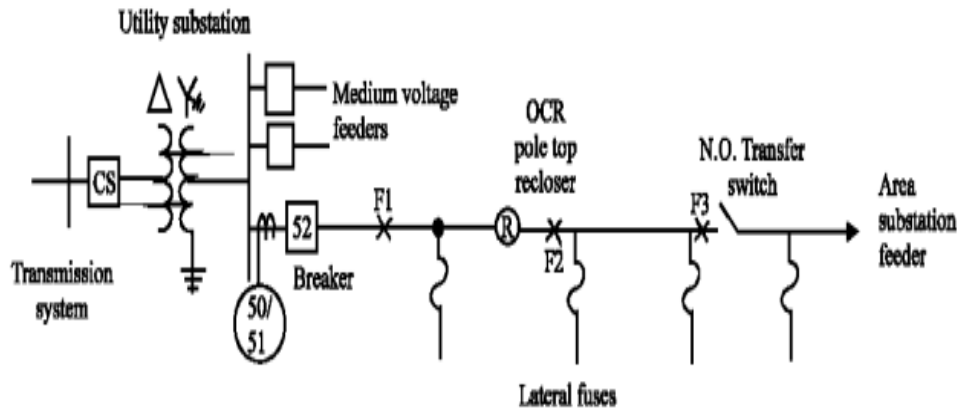 Utility substation
Δ Y
Medium voltage
feeders
OCR
pole top
recloser
N.O. Transfer
switch
CS
F1
F3
Area
substation
feeder
52
R
F2
Transmission
system
Breaker
50/
51
Lateral fuses